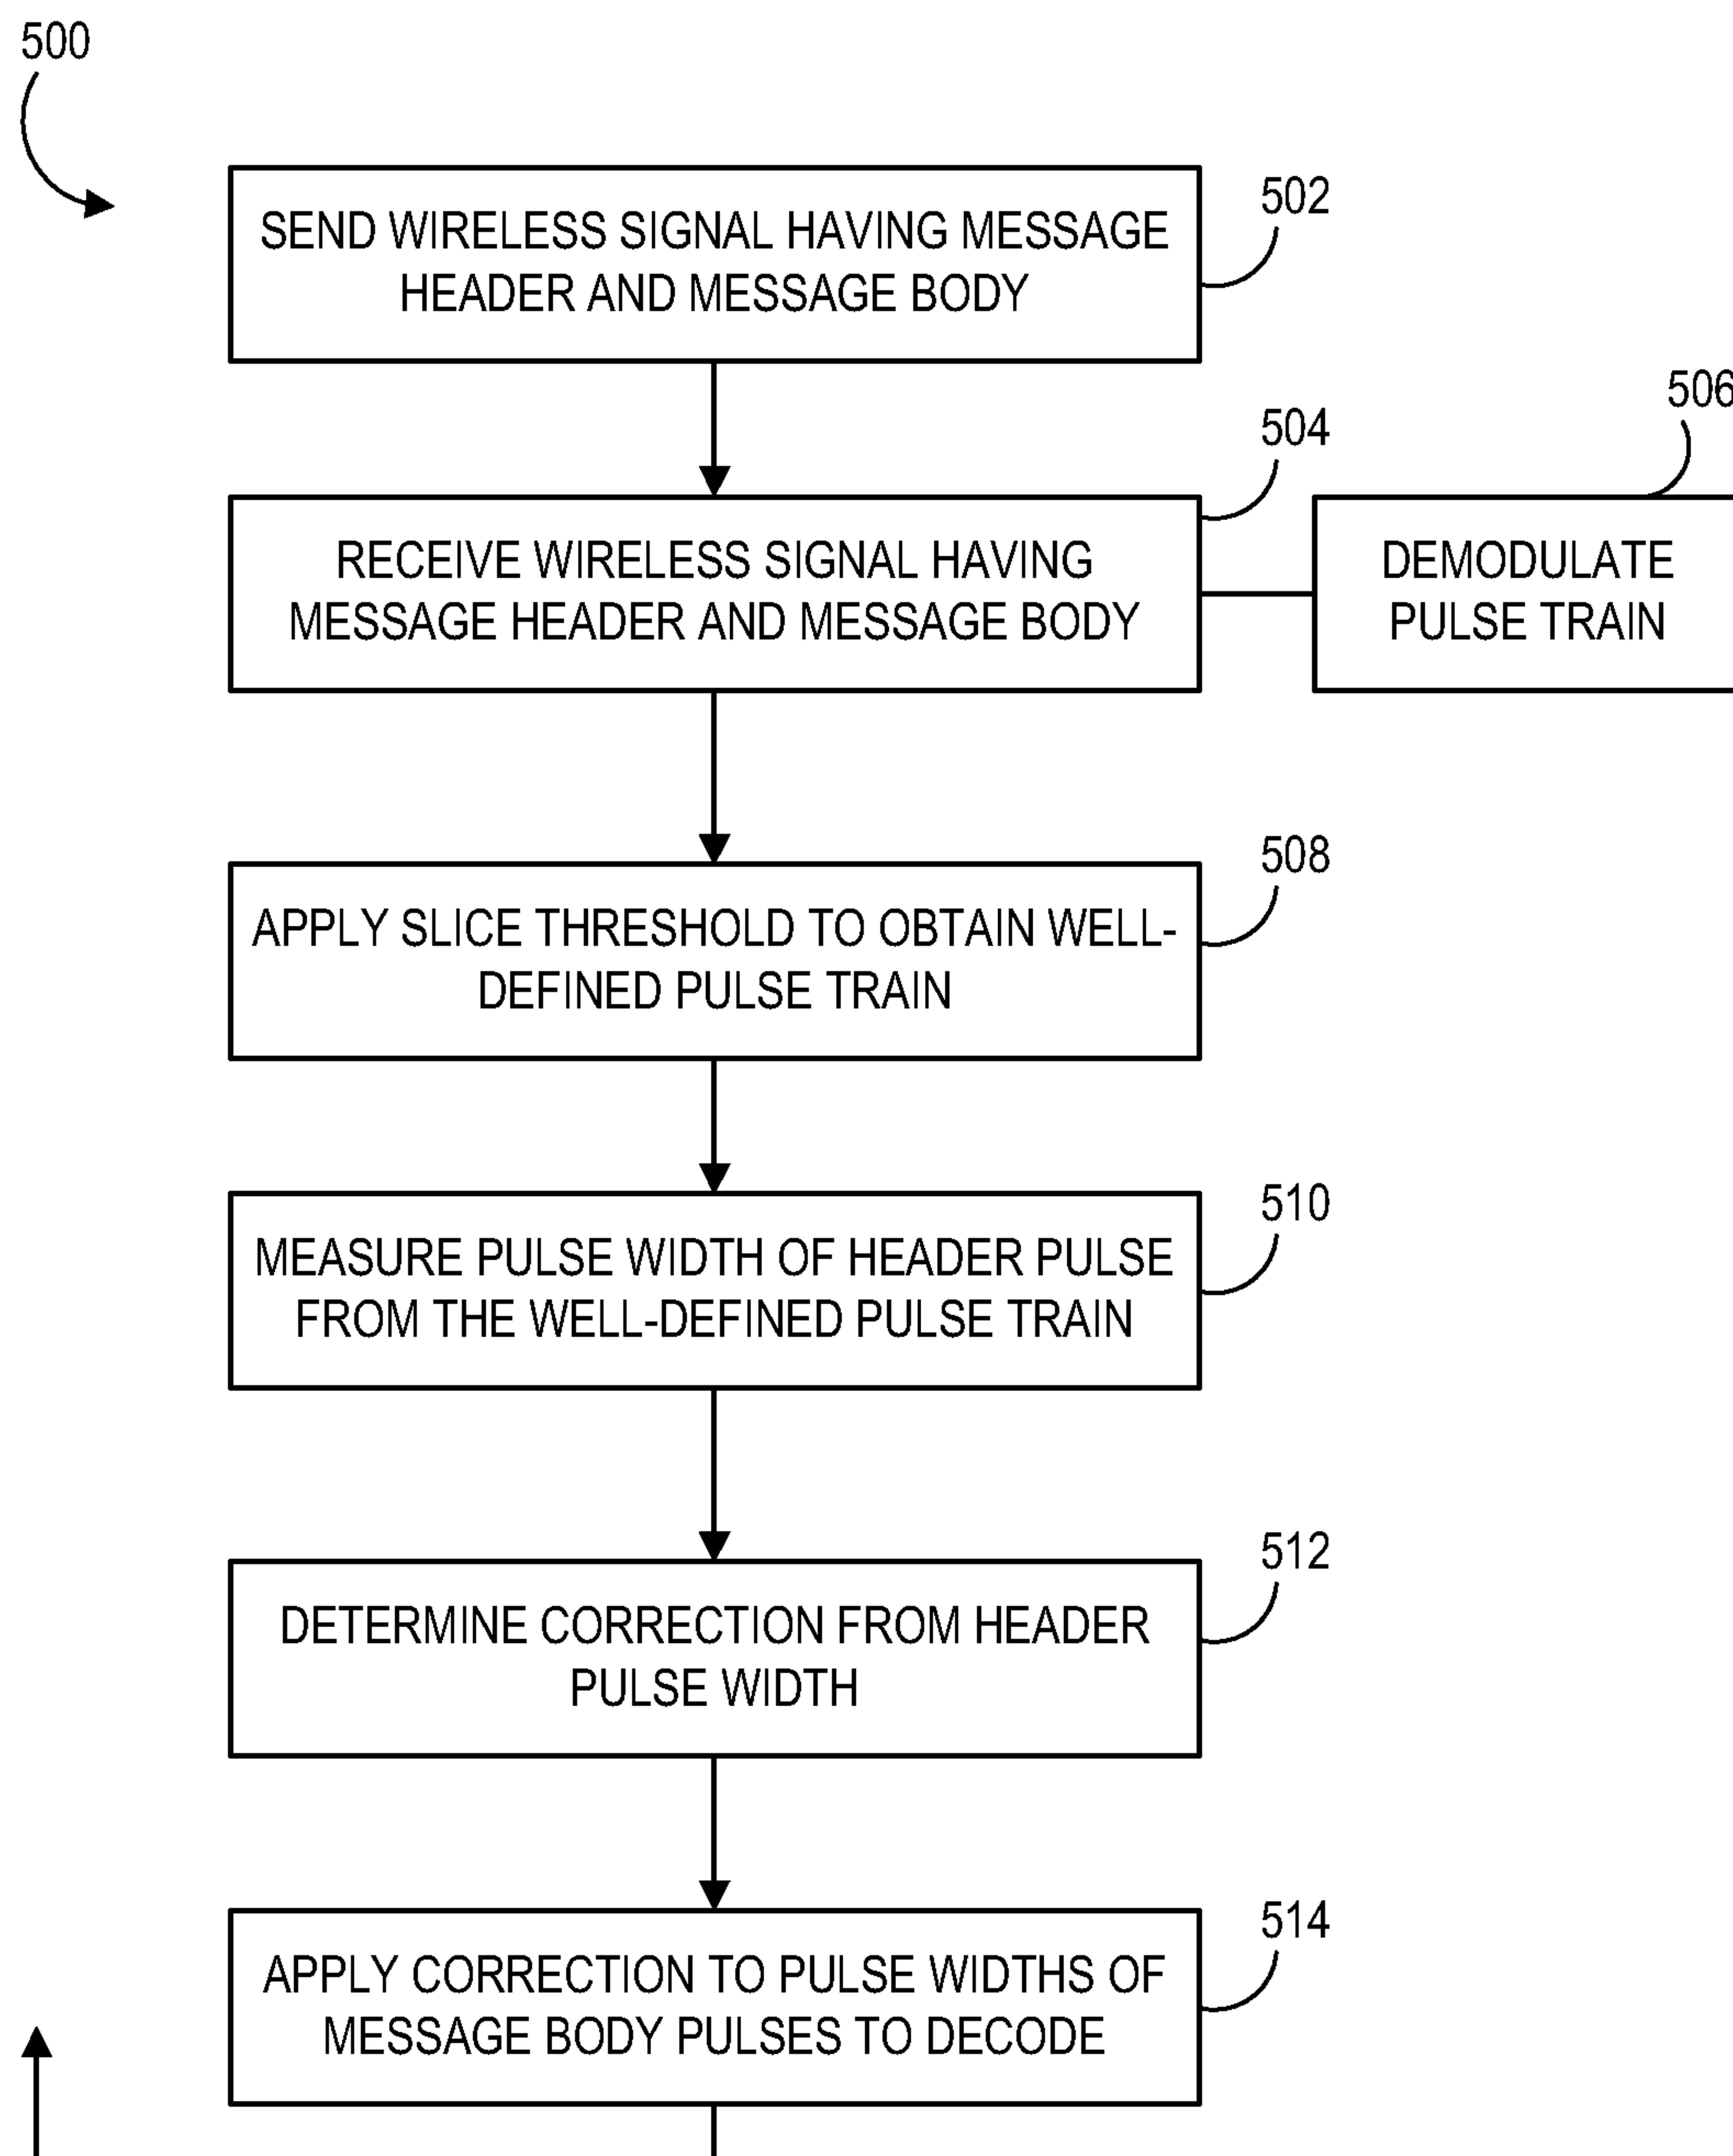 500
502
SEND WIRELESS SIGNAL HAVING MESSAGE
HEADER AND MESSAGE BODY
504
506
RECEIVE WIRELESS SIGNAL HAVING
MESSAGE HEADER AND MESSAGE BODY
DEMODULATE
PULSE TRAIN
508
APPLY SLICE THRESHOLD TO OBTAIN WELL-
DEFINED PULSE TRAIN
510
MEASURE PULSE WIDTH OF HEADER PULSE
FROM THE WELL-DEFINED PULSE TRAIN
512
DETERMINE CORRECTION FROM HEADER
PULSE WIDTH
514
APPLY CORRECTION TO PULSE WIDTHS OF
MESSAGE BODY PULSES TO DECODE